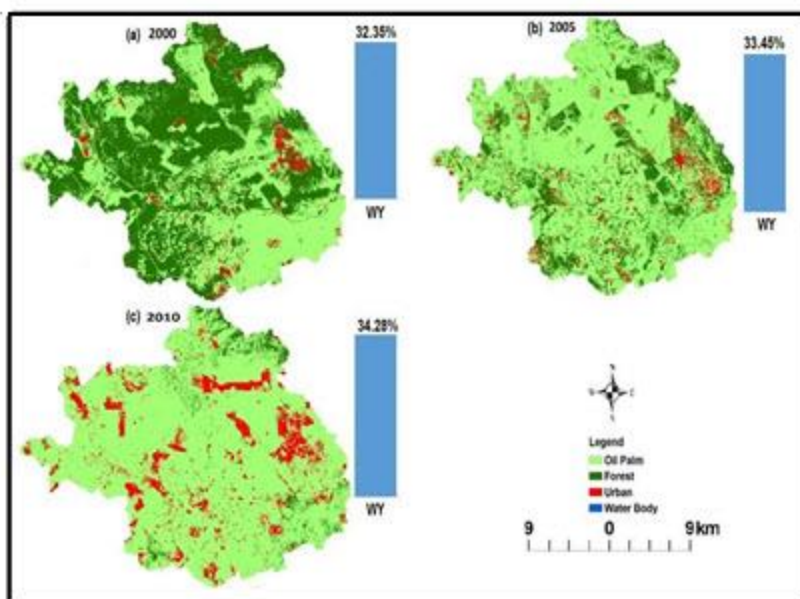 (a) 2000
32.35%
WY
(b) 2005
33.45%
WY
(c) 2010
34.28%
WY
N
S
Legend
Oil Palm
Forest
Urban
Water Body
9 0 9km